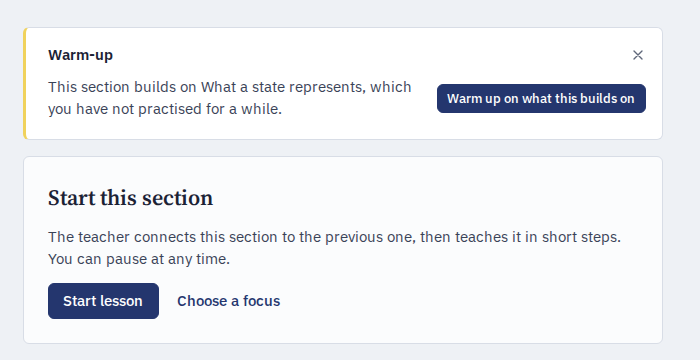 Warm-up
This section builds on What a state represents, which
you have not practised for a while.
Warm up on what this builds on
Start this section
The teacher connects this section to the previous one, then teaches it in short steps.
You can pause at any time.
Start lesson
Choose a focus